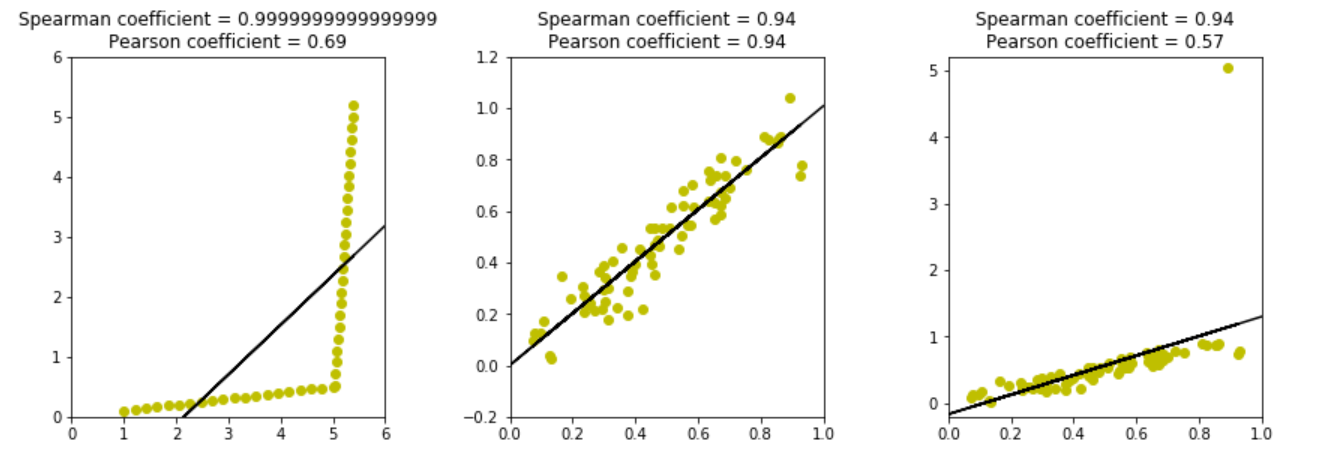 Spearman coefficient = 0.9999999999999999
Pearson coefficient = 0.69
6
5
4
3
2
1
0
0 1 2 3 4 5 6
Spearman coefficient = 0.94
Pearson coefficient = 0.94
1.2
1.0
0.8
0.6
0.4
0.2
0.0
−0.2
0.0 0.2 0.4 0.6 0.8 1.0
Spearman coefficient = 0.94
Pearson coefficient = 0.57
5
4
3
2
1
0
0.0 0.2 0.4 0.6 0.8 1.0